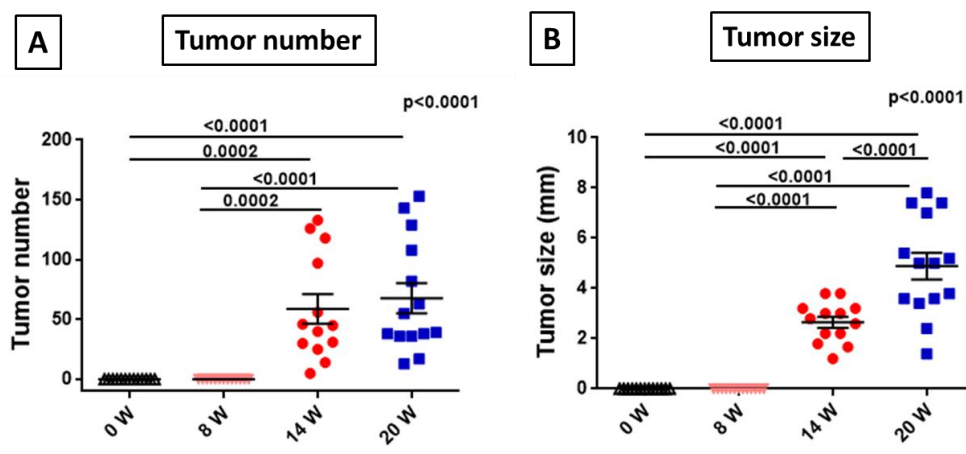 A
Tumor number
p<0.0001
<0.0001
0.0002
<0.0001
0.0002
200
150
100
50
0
Tumor number
0 W
8 W
14 W
20 W
B
Tumor size
p<0.0001
<0.0001
<0.0001
<0.0001
<0.0001
<0.0001
10
8
6
4
2
0
Tumor size (mm)
0 W
8 W
14 W
20 W